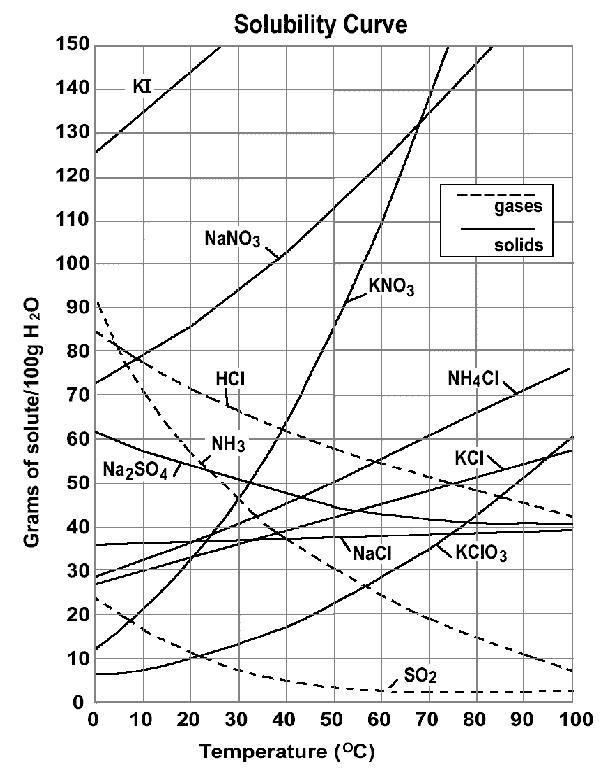 Solubility Curve
150
140
130
120
110
100
90
80
70
60
50
40
30
20
10
0
Grams of solute/100g H₂O
KI
gases
solids
NaNO₃
KNO₃
HCl
NH₄Cl
NH₃
Na₂SO₄
KCl
NaCl
KClO₃
SO₂
0 10 20 30 40 50 60 70 80 90 100
Temperature (°C)